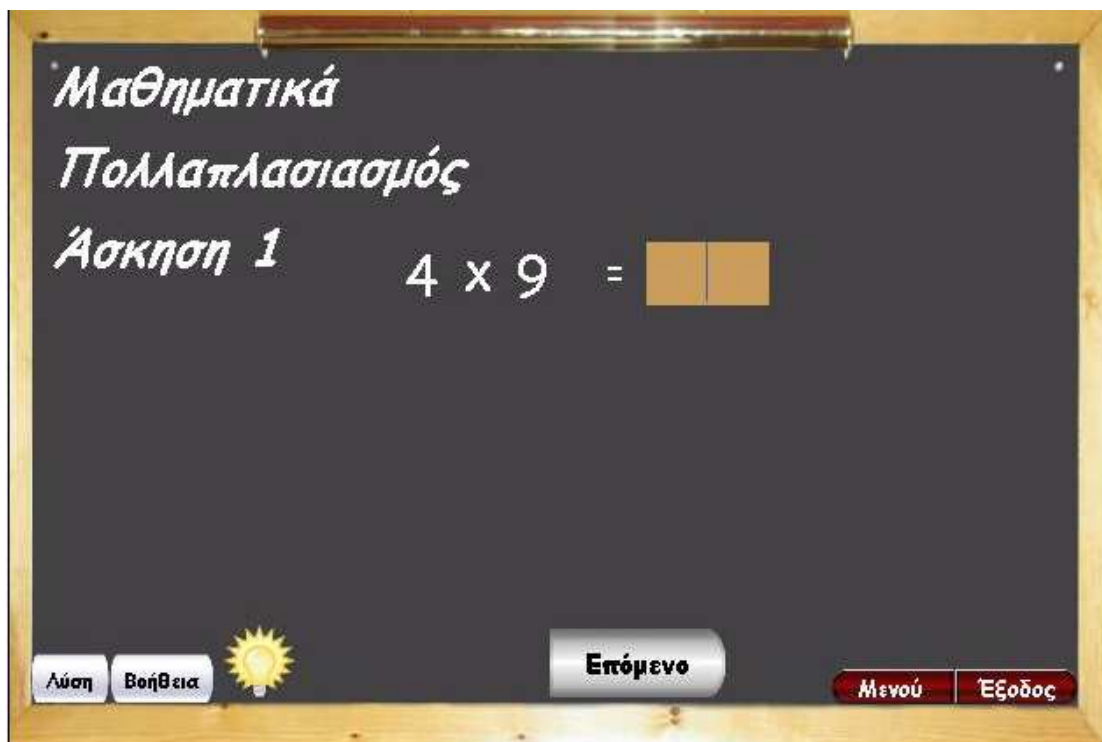 Μαθηματικά
Πολλαπλασιασμός
Άσκηση 1
4 x 9 =
Λύση Βοήθεια
Επόμενο
Μενού Έξοδος